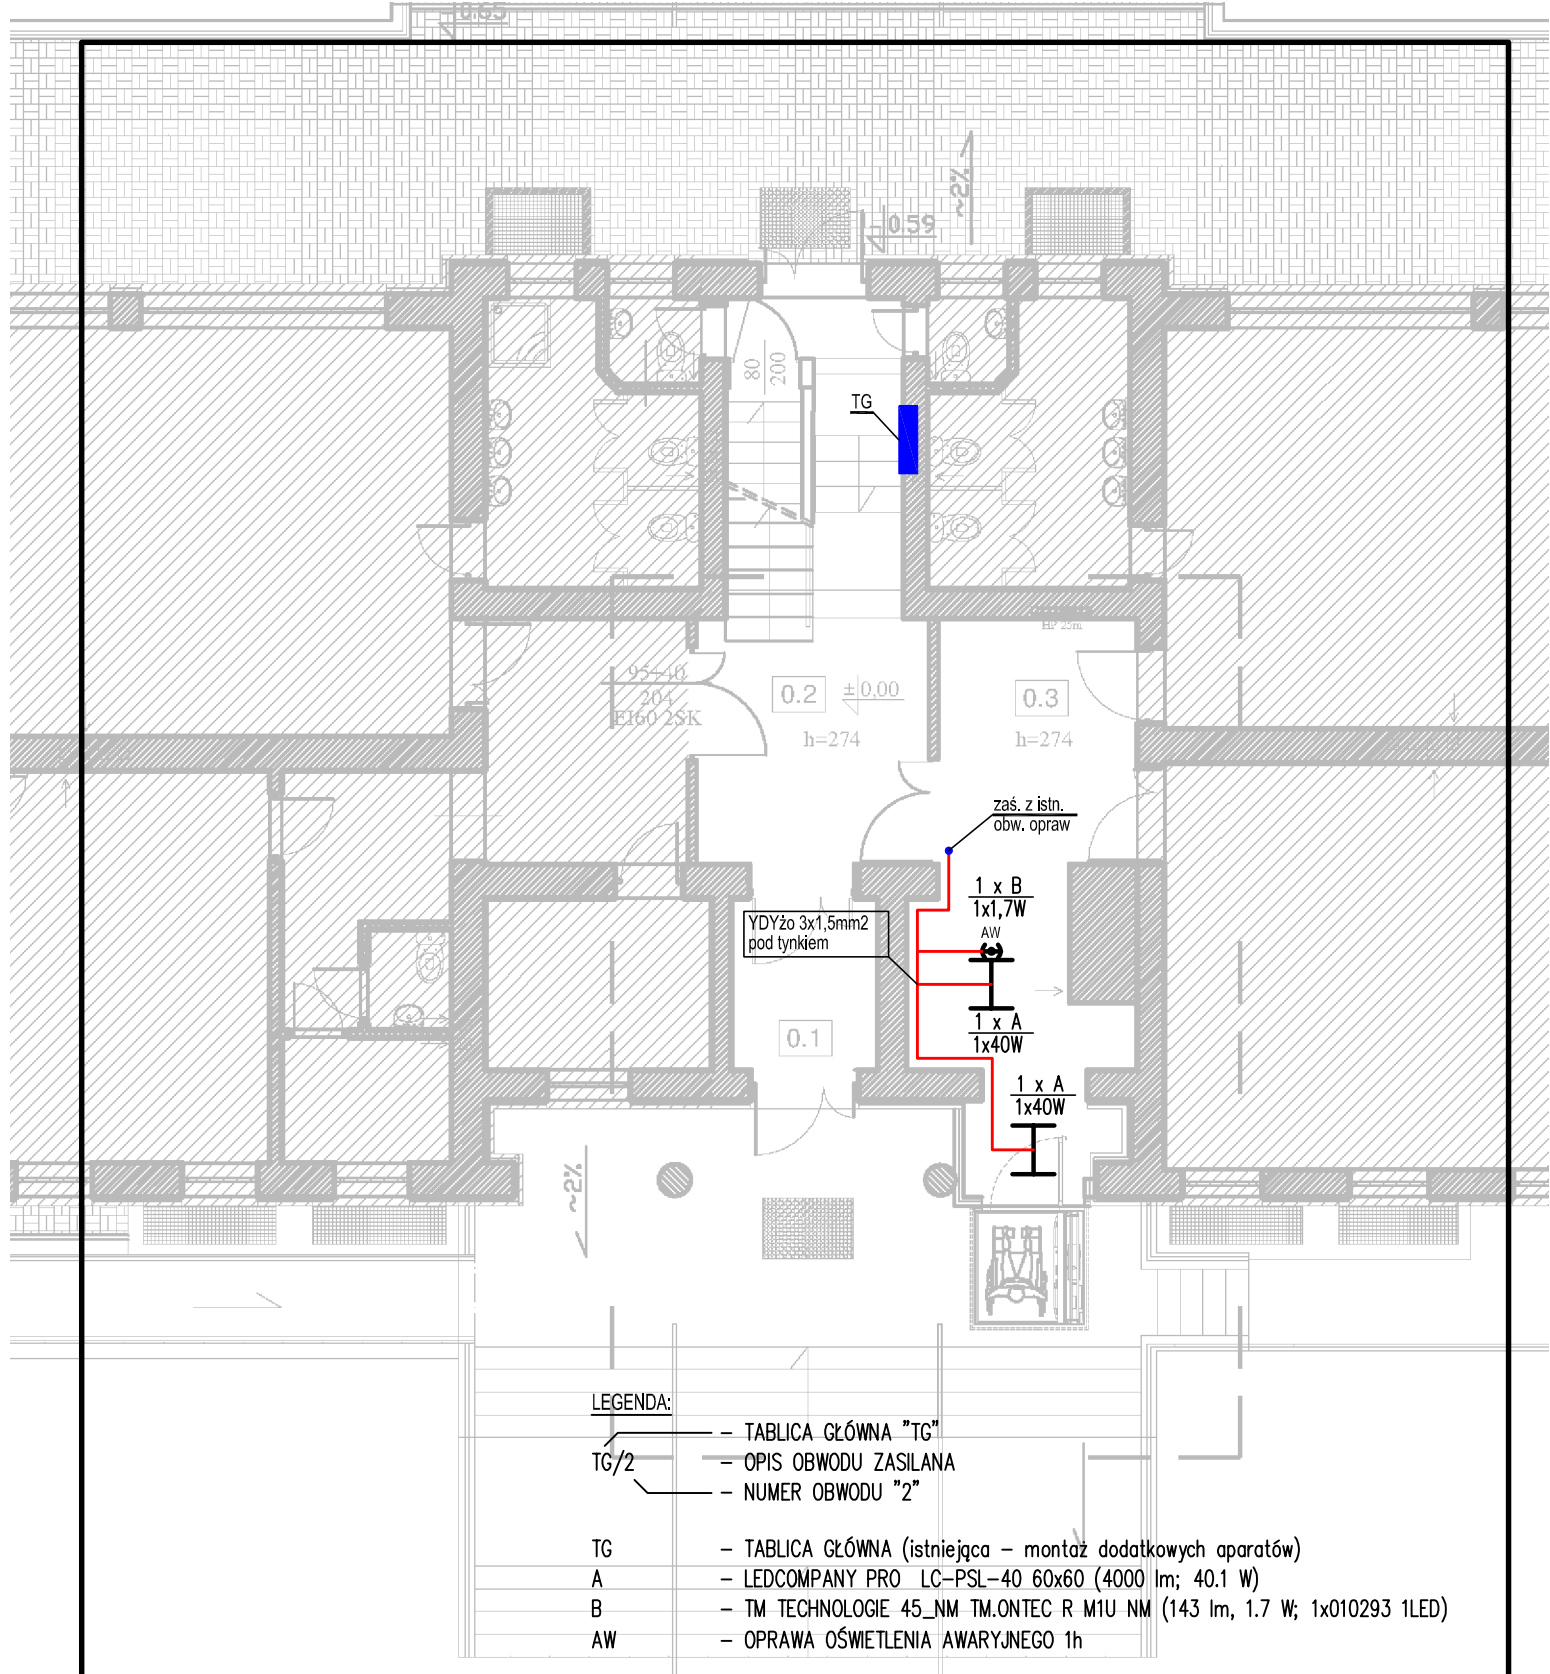 0.65
~2%
0.59
80
200
TG
HP 25m
95+40
204
EI60 2SK
0.2
±0,00
h=274
0.3
h=274
zaś. z istn.
obw. opraw
1 x B
1x1,7W
AW
YDYżo 3x1,5mm2
pod tynkiem
1 x A
1x40W
0.1
1 x A
1x40W
~2%
LEGENDA:
– TABLICA GŁÓWNA "TG"
TG/2 – OPIS OBWODU ZASILANA
– NUMER OBWODU "2"
TG – TABLICA GŁÓWNA (istniejąca – montaż dodatkowych aparatów)
A – LEDCOMPANY PRO LC–PSL–40 60x60 (4000 lm; 40.1 W)
B – TM TECHNOLOGIE 45_NM TM.ONTEC R M1U NM (143 lm, 1.7 W; 1x010293 1LED)
AW – OPRAWA OŚWIETLENIA AWARYJNEGO 1h